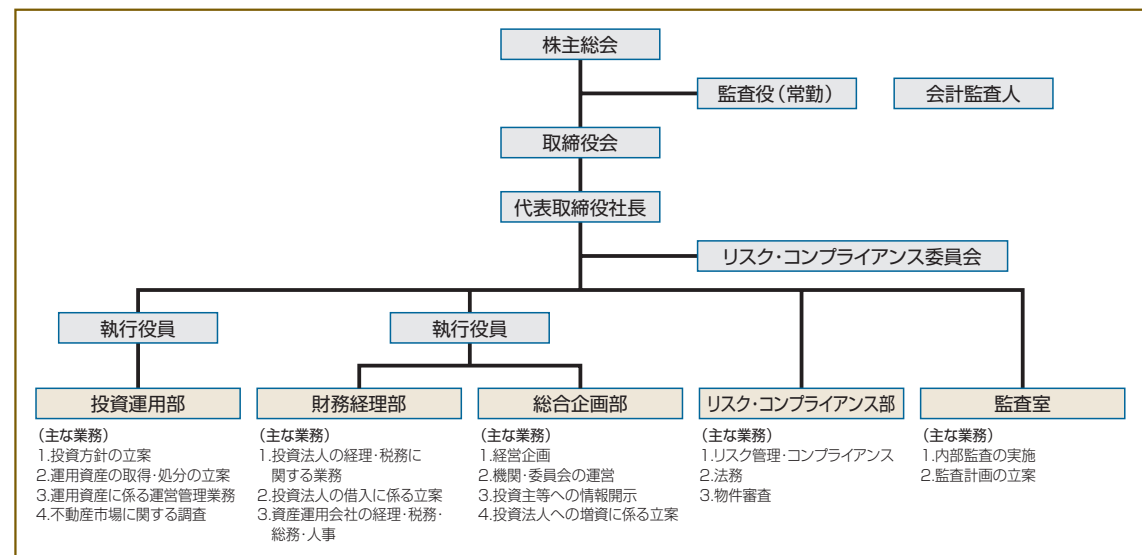 株主総会
監査役（常勤）
会計監査人
取締役会
代表取締役社長
リスク・コンプライアンス委員会
執行役員
執行役員
投資運用部
（主な業務）
1.投資方針の立案
2.運用資産の取得・処分の立案
3.運用資産に係る運営管理業務
4.不動産市場に関する調査
財務経理部
（主な業務）
1.投資法人の経理・税務に
関する業務
2.投資法人の借入に係る立案
3.資産運用会社の経理・税務・
総務・人事
総合企画部
（主な業務）
1.経営企画
2.機関・委員会の運営
3.投資主等への情報開示
4.投資法人への増資に係る立案
リスク・コンプライアンス部
（主な業務）
1.リスク管理・コンプライアンス
2.法務
3.物件審査
監査室
（主な業務）
1.内部監査の実施
2.監査計画の立案